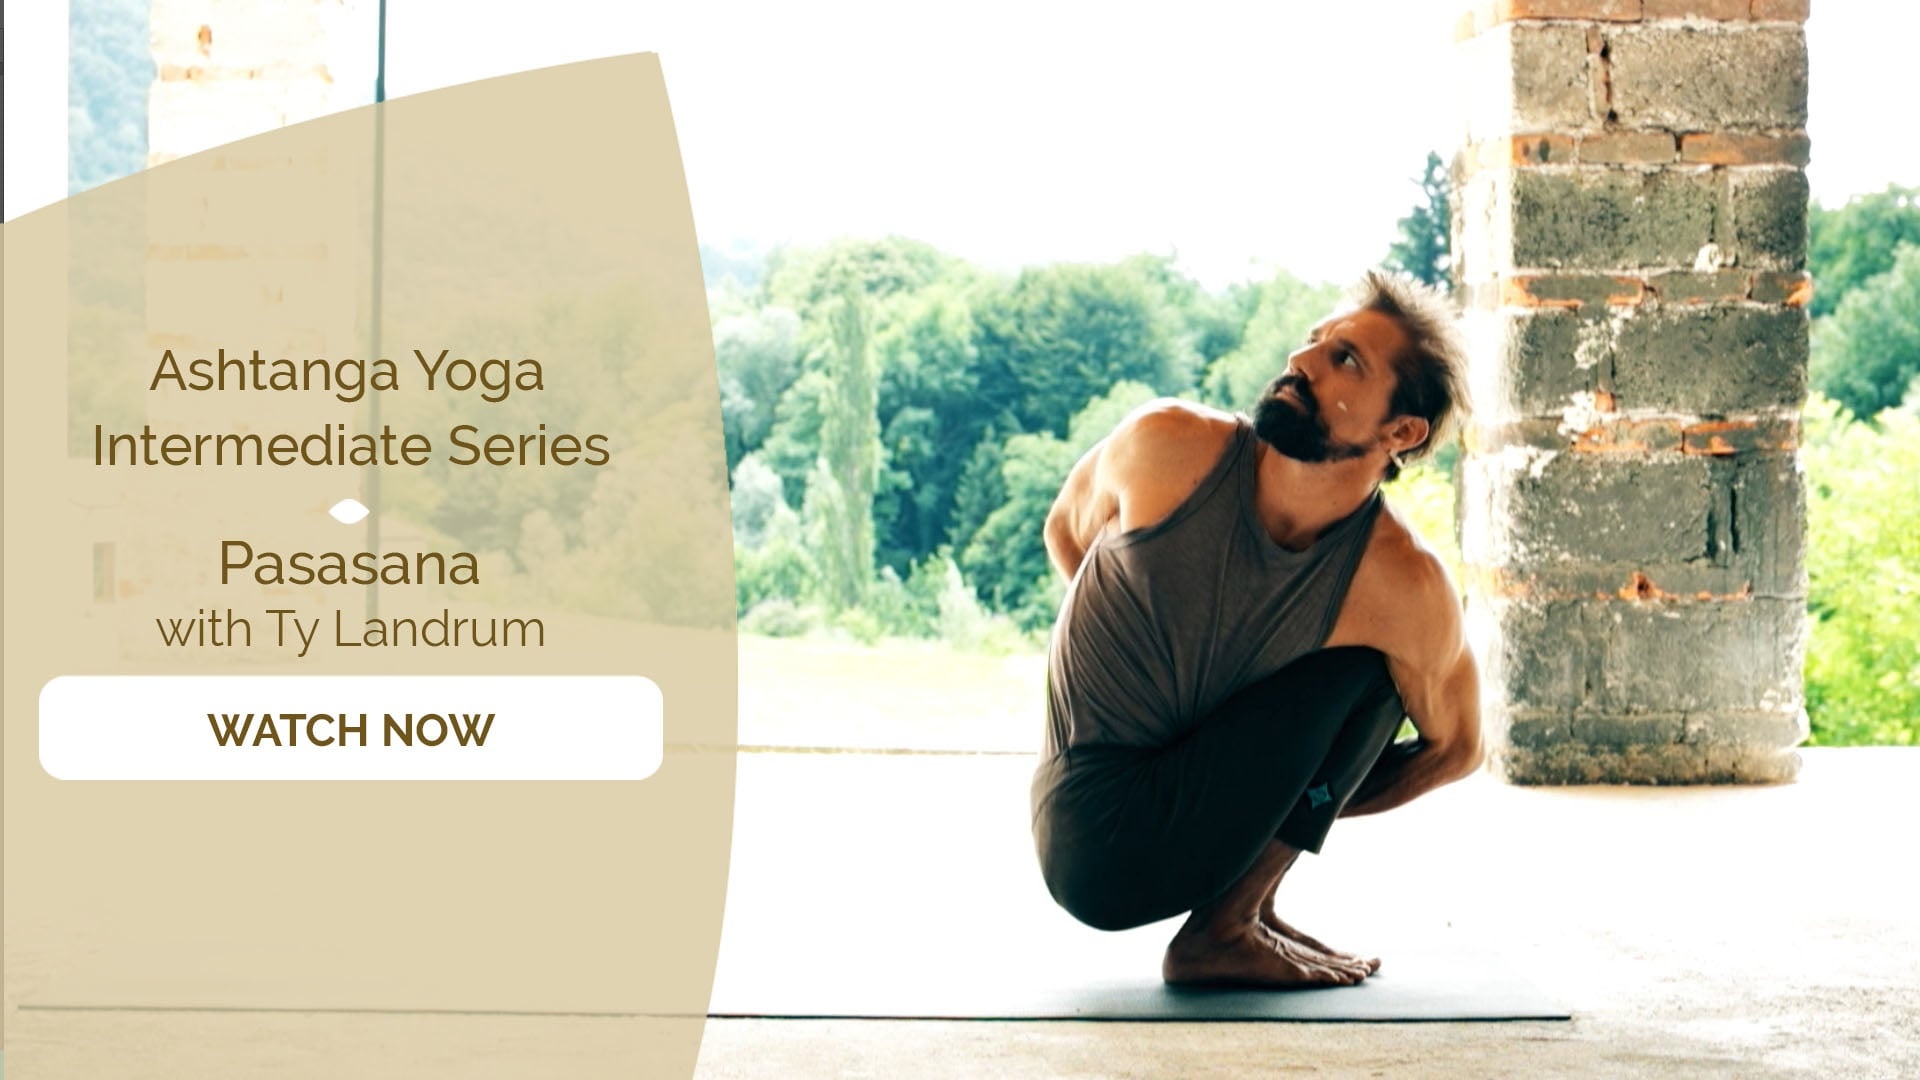 Ashtanga Yoga
Intermediate Series
Pasasana
with Ty Landrum
WATCH NOW